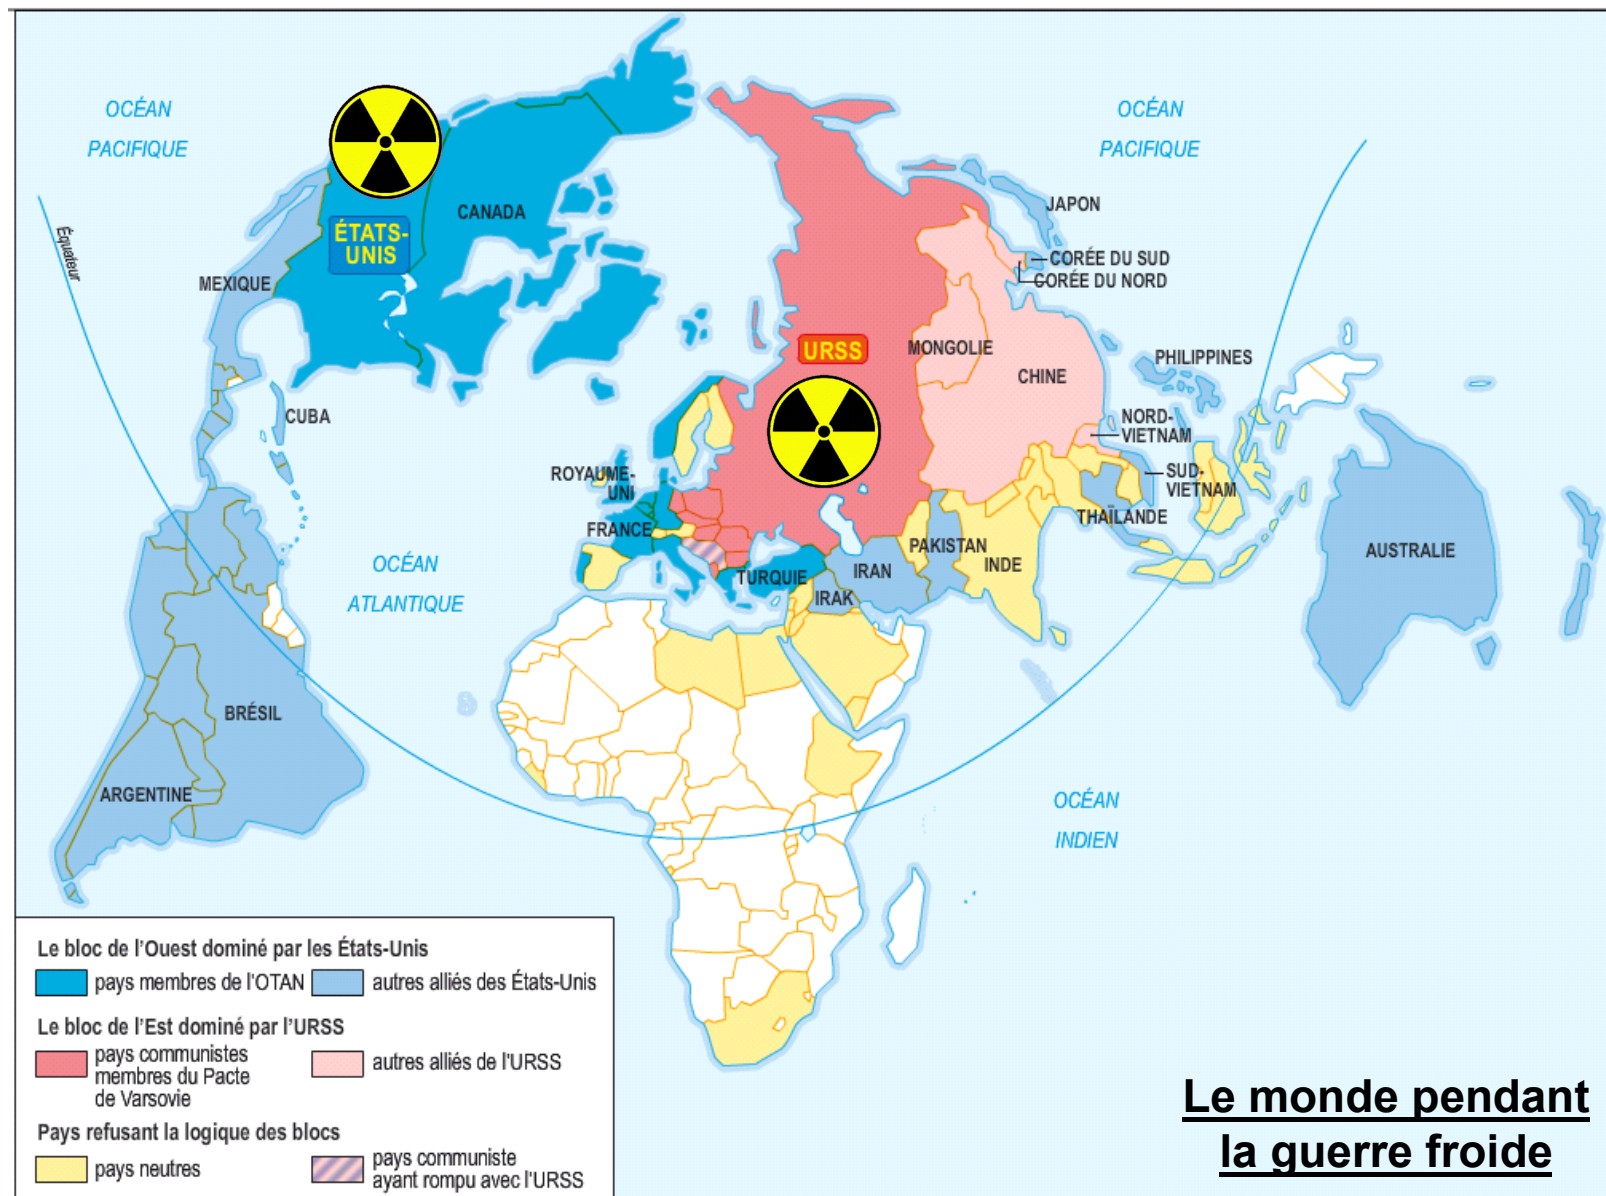 OCÉAN
PACIFIQUE
OCÉAN
PACIFIQUE
Équateur
ÉTATS-
UNIS
CANADA
MEXIQUE
CUBA
JAPON
CORÉE DU SUD
CORÉE DU NORD
URSS
MONGOLIE
CHINE
PHILIPPINES
NORD-
VIETNAM
SUD-
VIETNAM
THAÏLANDE
ROYAUME-
UNI
FRANCE
TURQUIE
IRAK
IRAN
PAKISTAN
INDE
AUSTRALIE
OCÉAN
ATLANTIQUE
BRÉSIL
ARGENTINE
OCÉAN
INDIEN
Le bloc de l'Ouest dominé par les États-Unis
pays membres de l'OTAN
autres alliés des États-Unis
Le bloc de l'Est dominé par l'URSS
pays communistes
membres du Pacte
de Varsovie
autres alliés de l'URSS
Pays refusant la logique des blocs
pays neutres
pays communiste
ayant rompu avec l'URSS
Le monde pendant
la guerre froide